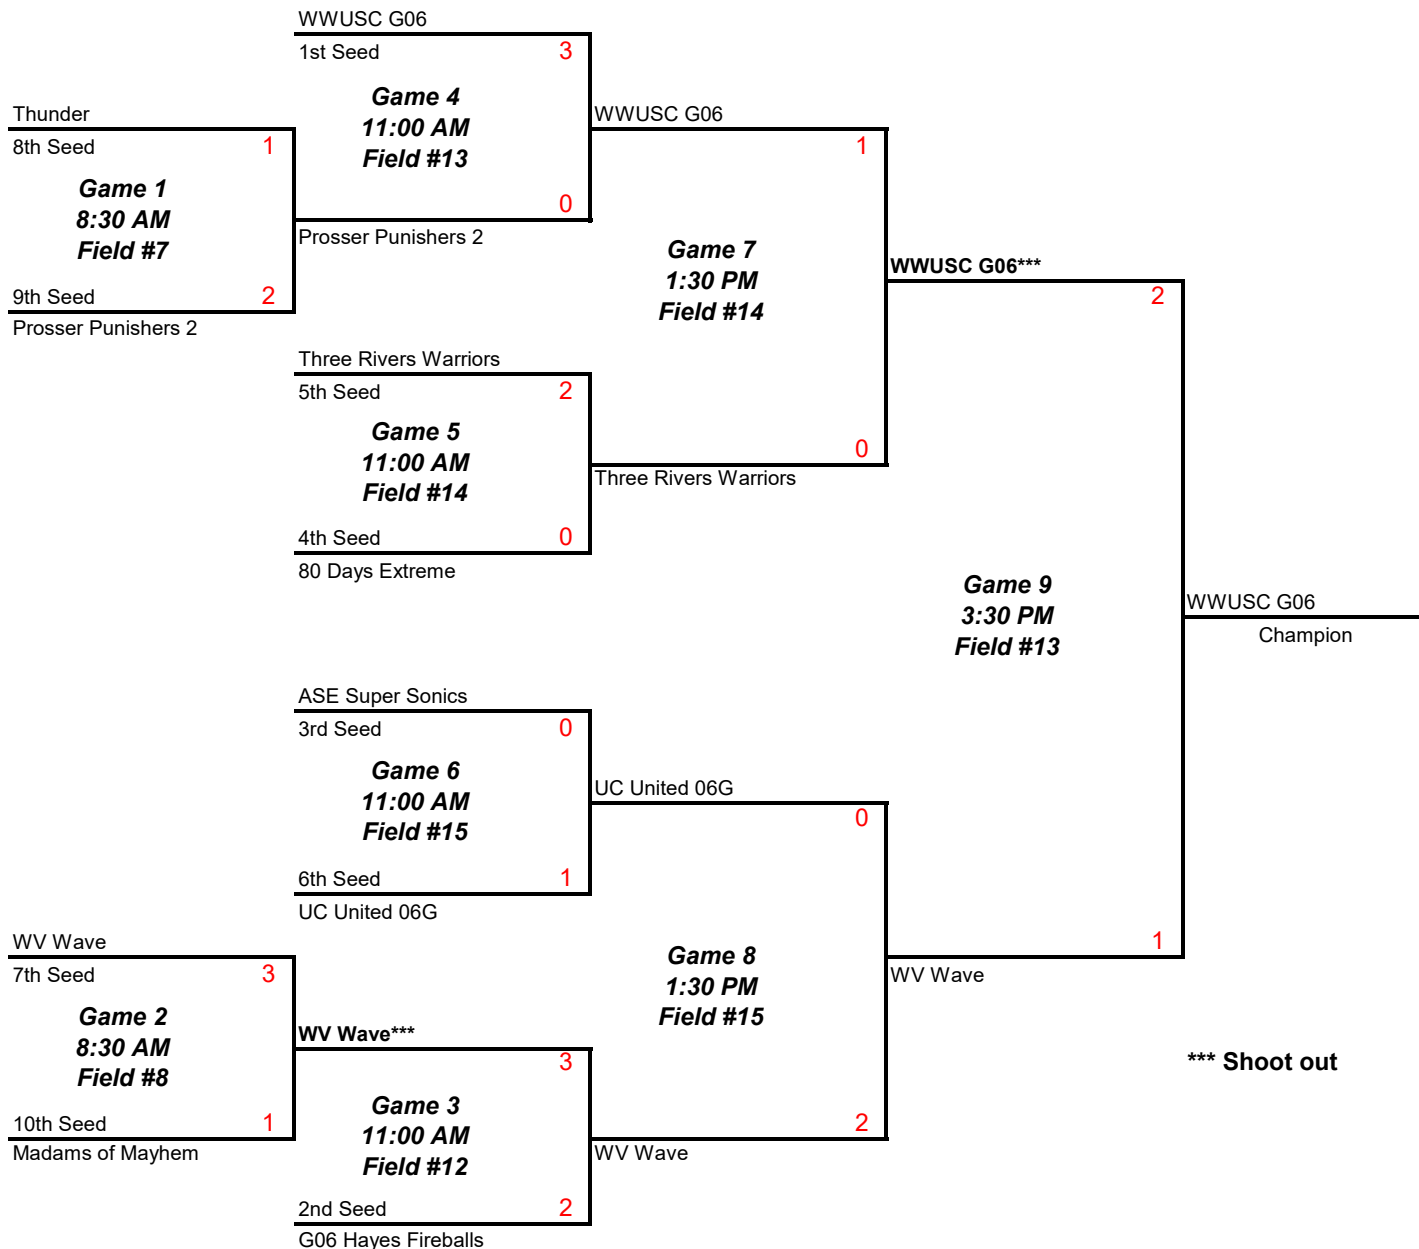 WWUSC G06
1st Seed
3
Game 4
11:00 AM
Field #13
0
Prosser Punishers 2
Thunder
8th Seed
1
Game 1
8:30 AM
Field #7
9th Seed
2
Prosser Punishers 2
WWUSC G06
1
Game 7
1:30 PM
Field #14
0
Three Rivers Warriors
Three Rivers Warriors
5th Seed
2
Game 5
11:00 AM
Field #14
4th Seed
0
80 Days Extreme
WWUSC G06***
2
Game 9
3:30 PM
Field #13
1
WV Wave
WWUSC G06
Champion
ASE Super Sonics
3rd Seed
0
Game 6
11:00 AM
Field #15
6th Seed
1
UC United 06G
UC United 06G
0
Game 8
1:30 PM
Field #15
2
WV Wave
WV Wave
7th Seed
3
Game 2
8:30 AM
Field #8
10th Seed
1
Madams of Mayhem
WV Wave***
3
Game 3
11:00 AM
Field #12
2nd Seed
2
G06 Hayes Fireballs
*** Shoot out